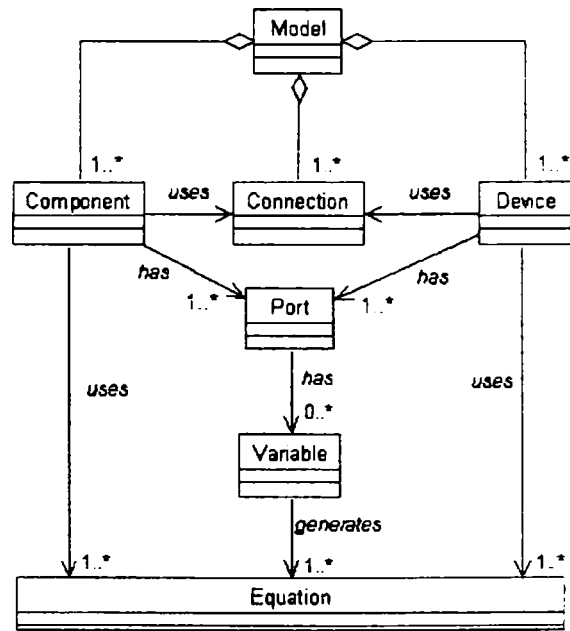 Model
1..* 1..* 1..*
Component uses Connection uses Device
has has
1..* Port 1..*
uses has uses
0..*
Variable
generates
1..* 1..* 1..*
Equation